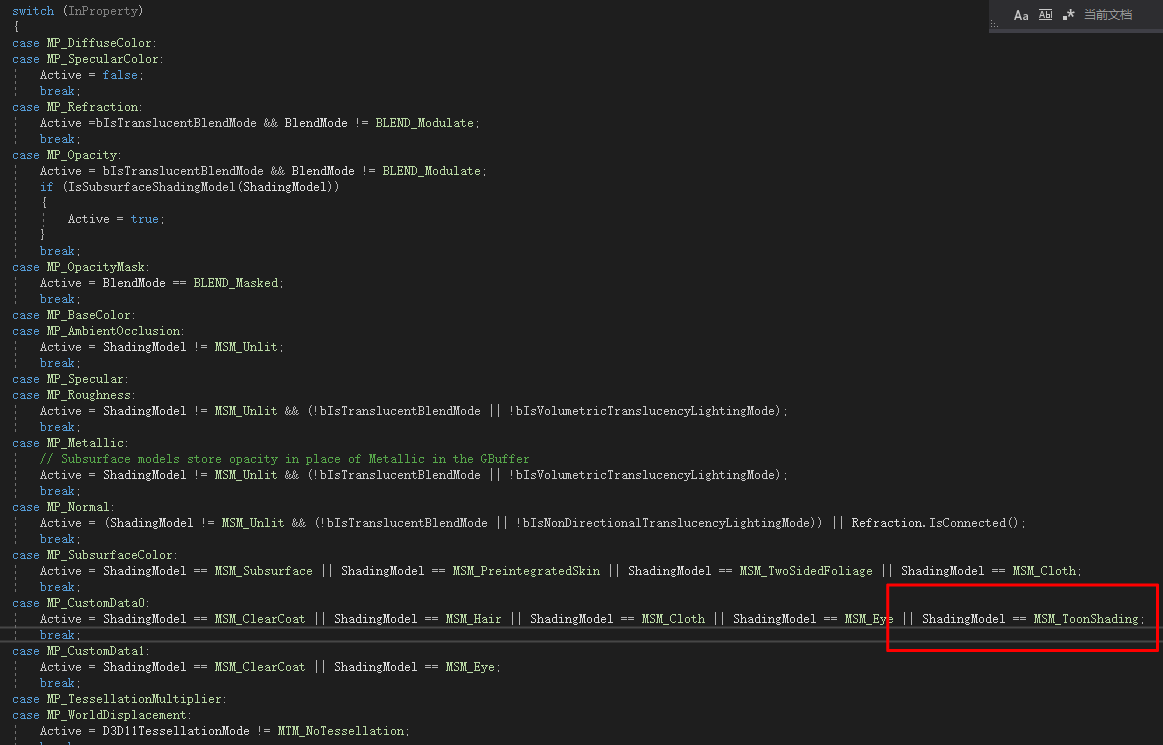 switch (InProperty)
{
case MP_DiffuseColor:
case MP_SpecularColor:
    Active = false;
    break;
case MP_Refraction:
    Active =bIsTranslucentBlendMode && BlendMode != BLEND_Modulate;
    break;
case MP_Opacity:
    Active = bIsTranslucentBlendMode && BlendMode != BLEND_Modulate;
    if (IsSubsurfaceShadingModel(ShadingModel))
    {
        Active = true;
    }
    break;
case MP_OpacityMask:
    Active = BlendMode == BLEND_Masked;
    break;
case MP_BaseColor:
case MP_AmbientOcclusion:
    Active = ShadingModel != MSM_Unlit;
    break;
case MP_Specular:
case MP_Roughness:
    Active = ShadingModel != MSM_Unlit && (!bIsTranslucentBlendMode || !bIsVolumetricTranslucencyLightingMode);
    break;
case MP_Metallic:
    // Subsurface models store opacity in place of Metallic in the GBuffer
    Active = ShadingModel != MSM_Unlit && (!bIsTranslucentBlendMode || !bIsVolumetricTranslucencyLightingMode);
    break;
case MP_Normal:
    Active = (ShadingModel != MSM_Unlit && (!bIsTranslucentBlendMode || !bIsNonDirectionalTranslucencyLightingMode)) || Refraction.IsConnected();
    break;
case MP_SubsurfaceColor:
    Active = ShadingModel == MSM_Subsurface || ShadingModel == MSM_PreintegratedSkin || ShadingModel == MSM_TwoSidedFoliage || ShadingModel == MSM_Cloth;
    break;
case MP_CustomData0:
    Active = ShadingModel == MSM_ClearCoat || ShadingModel == MSM_Hair || ShadingModel == MSM_Cloth || ShadingModel == MSM_Eye || ShadingModel == MSM_ToonShading;
    break;
case MP_CustomData1:
    Active = ShadingModel == MSM_ClearCoat || ShadingModel == MSM_Eye;
    break;
case MP_TessellationMultiplier:
case MP_WorldDisplacement:
    Active = D3D11TessellationMode != MTM_NoTessellation;
Aa Ab .* 当前文档